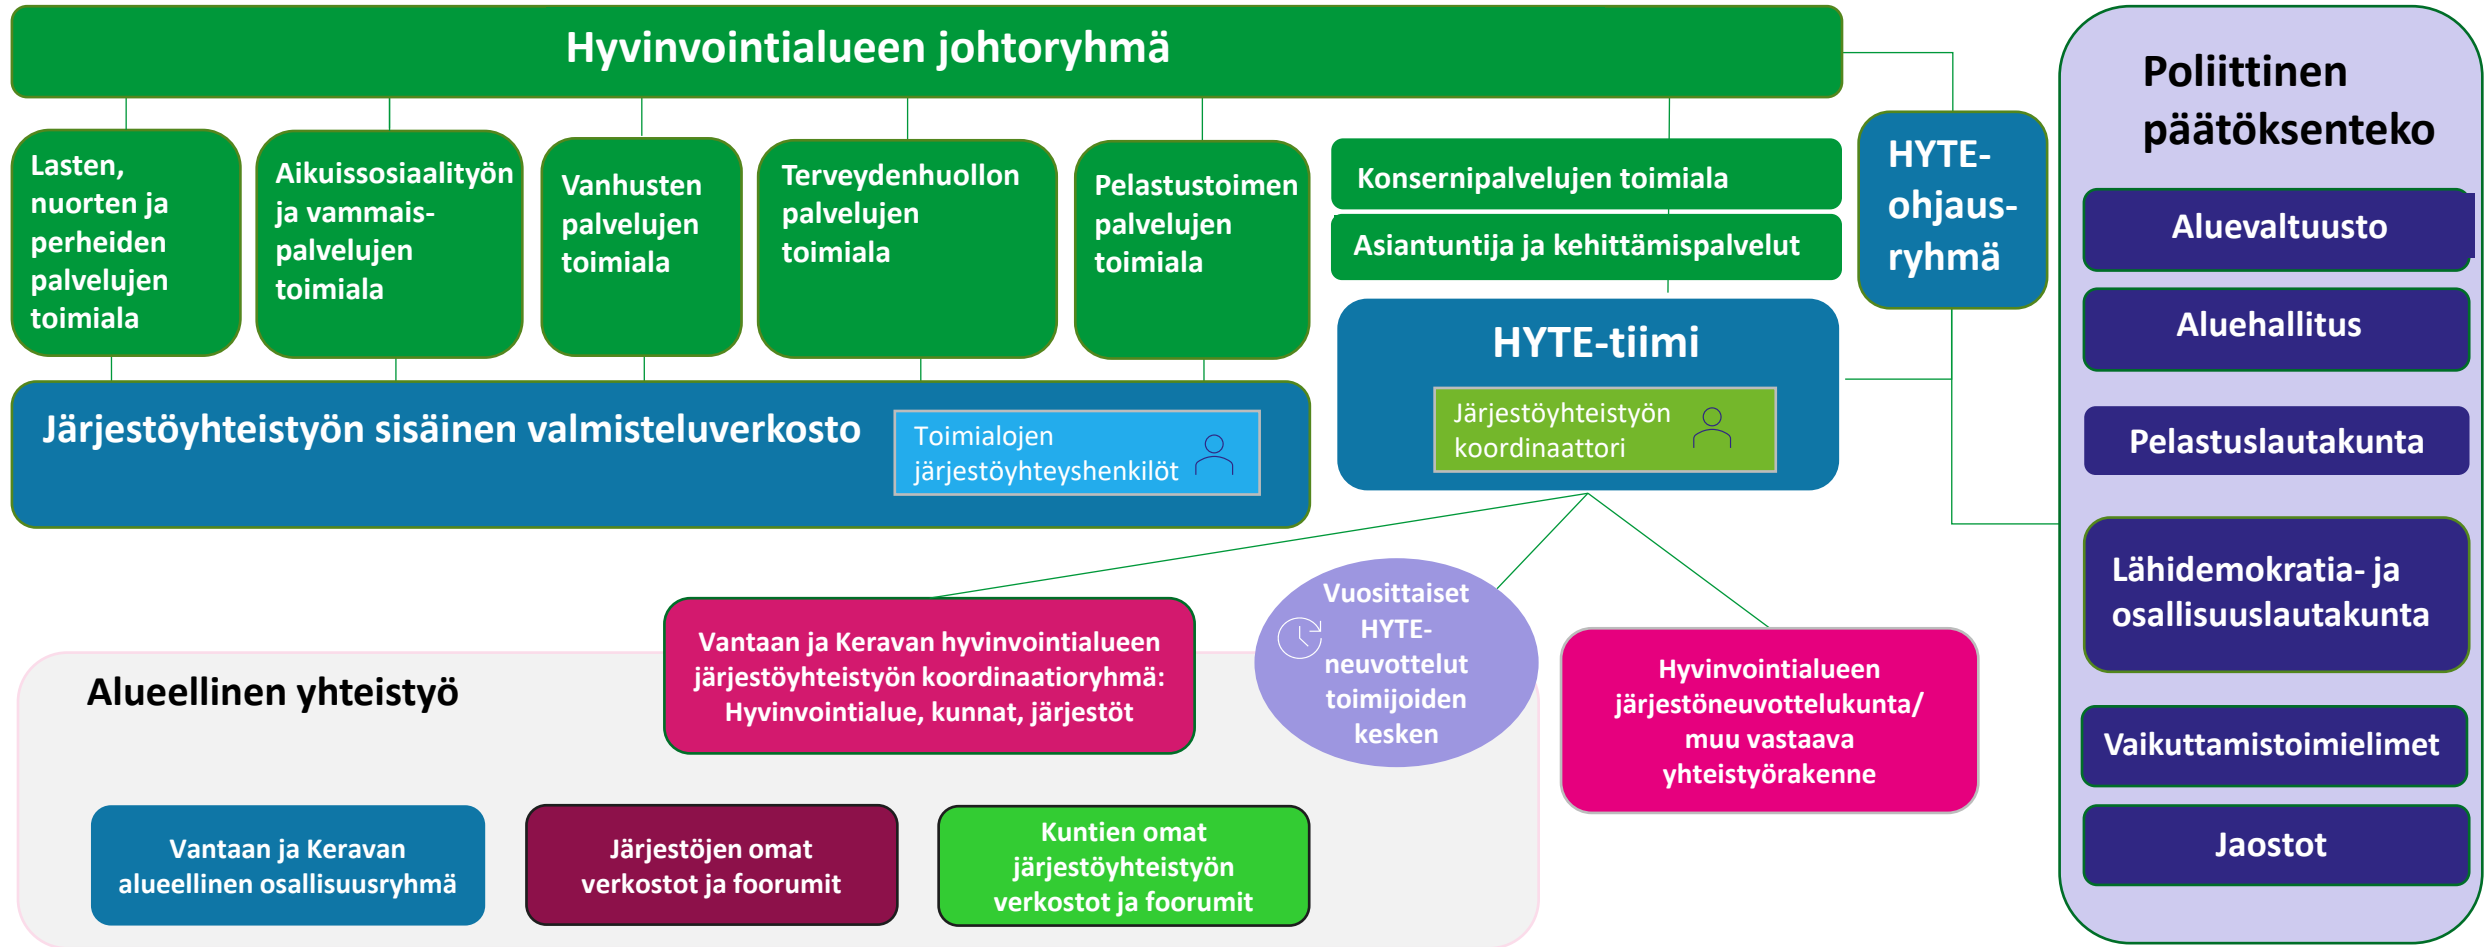 Hyvinvointialueen johtoryhmä
Lasten,
nuorten ja
perheiden
palvelujen
toimiala
Aikuissosiaalityön
ja vammais-
palvelujen
toimiala
Vanhusten
palvelujen
toimiala
Terveydenhuollon
palvelujen
toimiala
Pelastustoimen
palvelujen
toimiala
Konsernipalvelujen toimiala
Asiantuntija ja kehittämispalvelut
HYTE-
ohjaus-
ryhmä
HYTE-tiimi
Järjestöyhteistyön
koordinaattori
Järjestöyhteistyön sisäinen valmisteluverkosto
Toimialojen
järjestöyhteyshenkilöt
Poliittinen
päätöksenteko
Aluevaltuusto
Aluehallitus
Pelastuslautakunta
Lähidemokratia- ja
osallisuuslautakunta
Vaikuttamistoimielimet
Jaostot
Vantaan ja Keravan hyvinvointialueen
järjestöyhteistyön koordinaatioryhmä:
Hyvinvointialue, kunnat, järjestöt
Vuosittaiset
HYTE-
neuvottelut
toimijoiden
kesken
Hyvinvointialueen
järjestöneuvottelukunta/
muu vastaava
yhteistyörakenne
Alueellinen yhteistyö
Vantaan ja Keravan
alueellinen osallisuusryhmä
Järjestöjen omat
verkostot ja foorumit
Kuntien omat
järjestöyhteistyön
verkostot ja foorumit